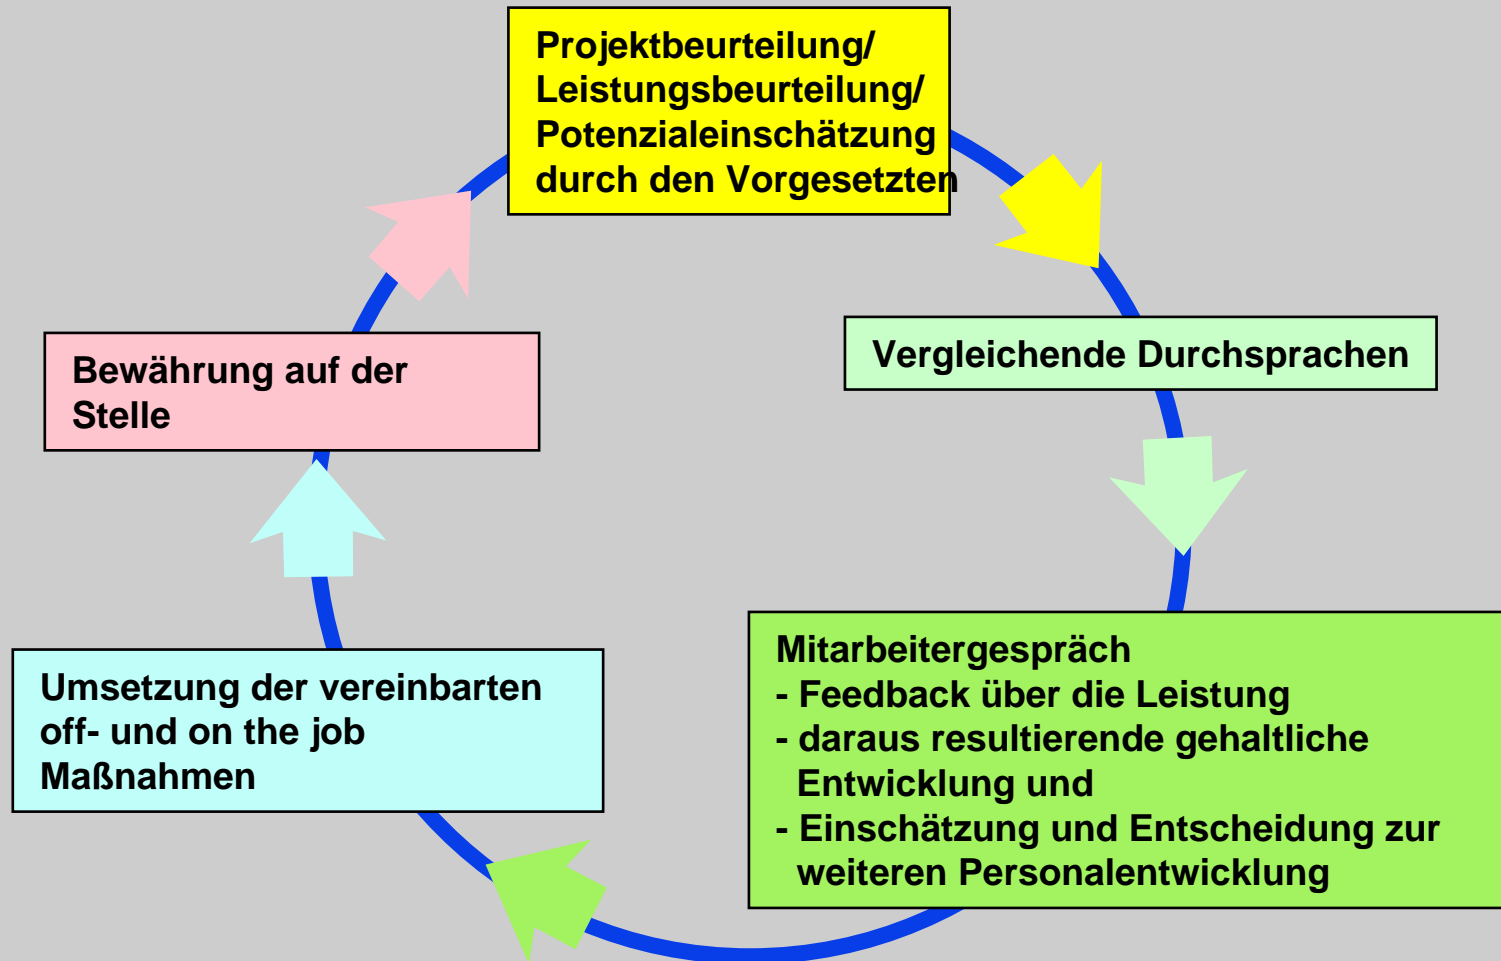 Projektbeurteilung/
Leistungsbeurteilung/
Potenzialeinschätzung
durch den Vorgesetzten
Vergleichende Durchsprachen
Mitarbeitergespräch
- Feedback über die Leistung
- daraus resultierende gehaltliche
Entwicklung und
- Einschätzung und Entscheidung zur
weiteren Personalentwicklung
Umsetzung der vereinbarten
off- und on the job
Maßnahmen
Bewährung auf der
Stelle